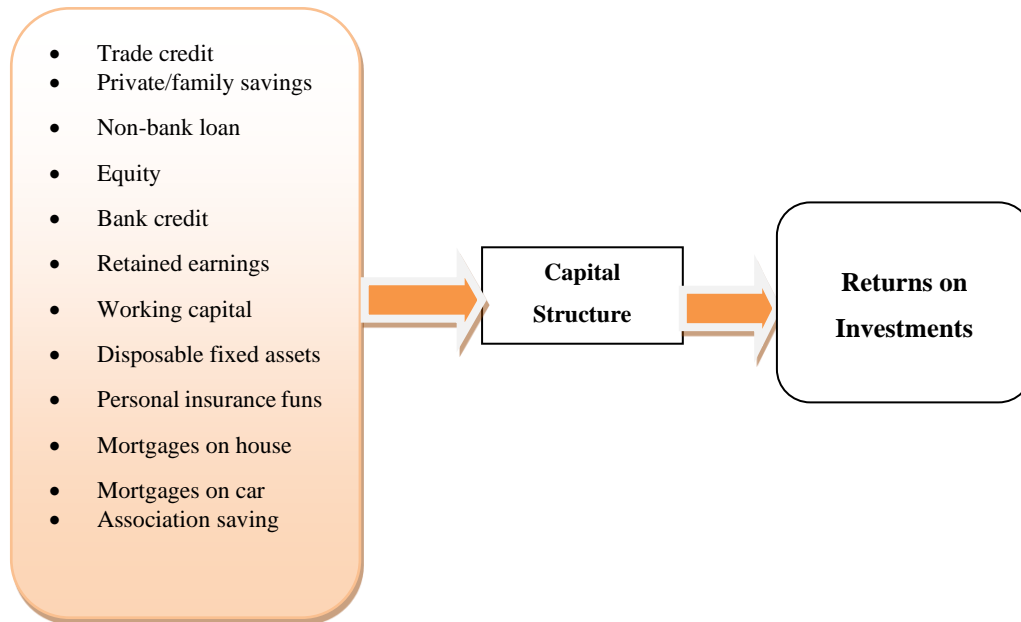 • Trade credit
• Private/family savings
• Non-bank loan
• Equity
• Bank credit
• Retained earnings
• Working capital
• Disposable fixed assets
• Personal insurance funs
• Mortgages on house
• Mortgages on car
• Association saving
Capital
Structure
Returns on
Investments